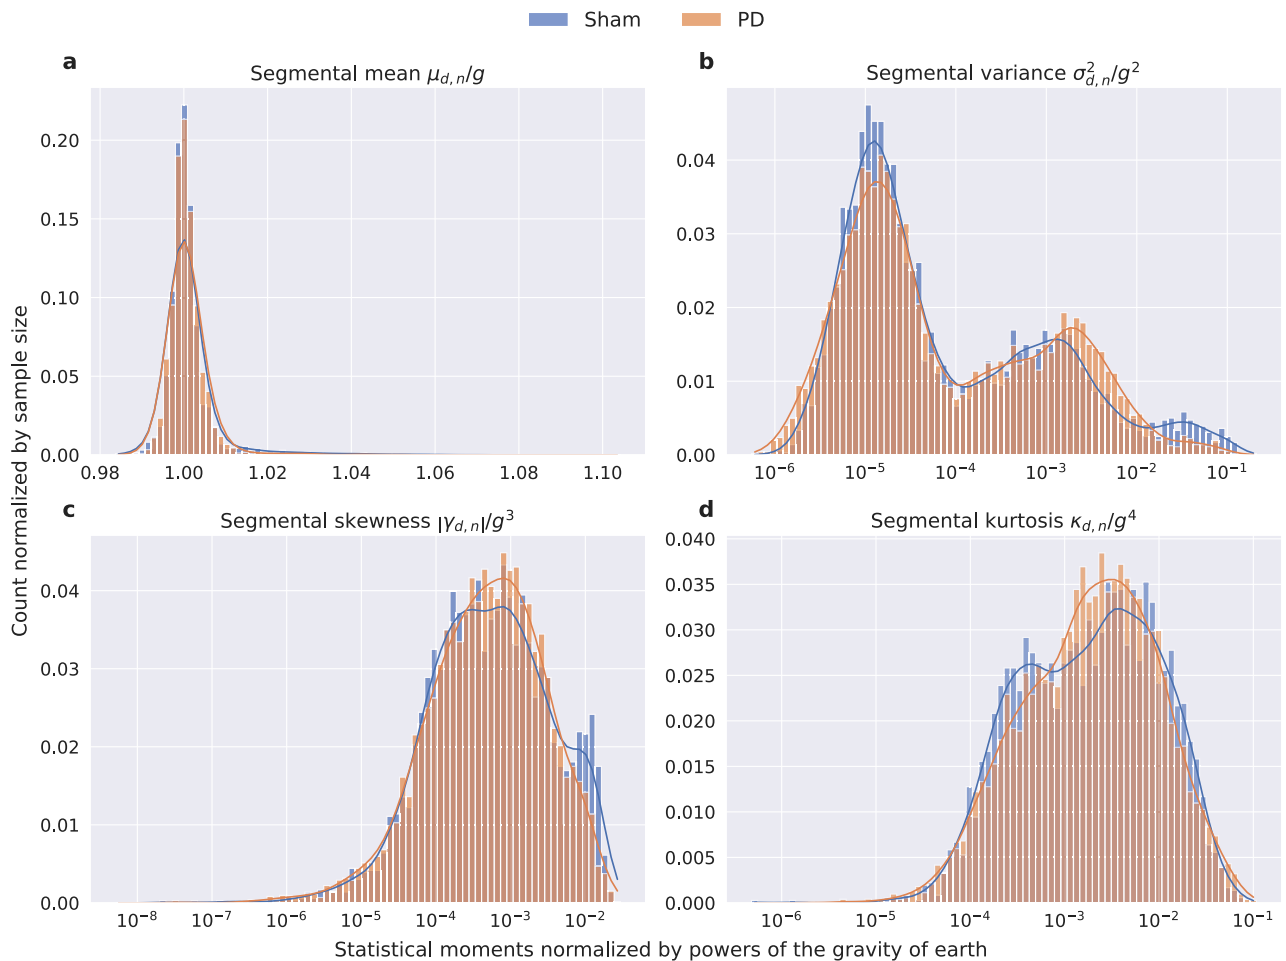 Sham PD
a
Segmental mean μ_{d, n}/g
0.20
0.15
0.10
0.05
0.00
0.98 1.00 1.02 1.04 1.06 1.08 1.10
b
Segmental variance σ²_{d, n}/g²
0.04
0.03
0.02
0.01
0.00
10⁻⁶ 10⁻⁵ 10⁻⁴ 10⁻³ 10⁻² 10⁻¹
Count normalized by sample size
c
Segmental skewness |γ_{d, n}|/g³
0.04
0.03
0.02
0.01
0.00
10⁻⁸ 10⁻⁷ 10⁻⁶ 10⁻⁵ 10⁻⁴ 10⁻³ 10⁻²
d
Segmental kurtosis κ_{d, n}/g⁴
0.040
0.035
0.030
0.025
0.020
0.015
0.010
0.005
0.000
10⁻⁶ 10⁻⁵ 10⁻⁴ 10⁻³ 10⁻² 10⁻¹
Statistical moments normalized by powers of the gravity of earth